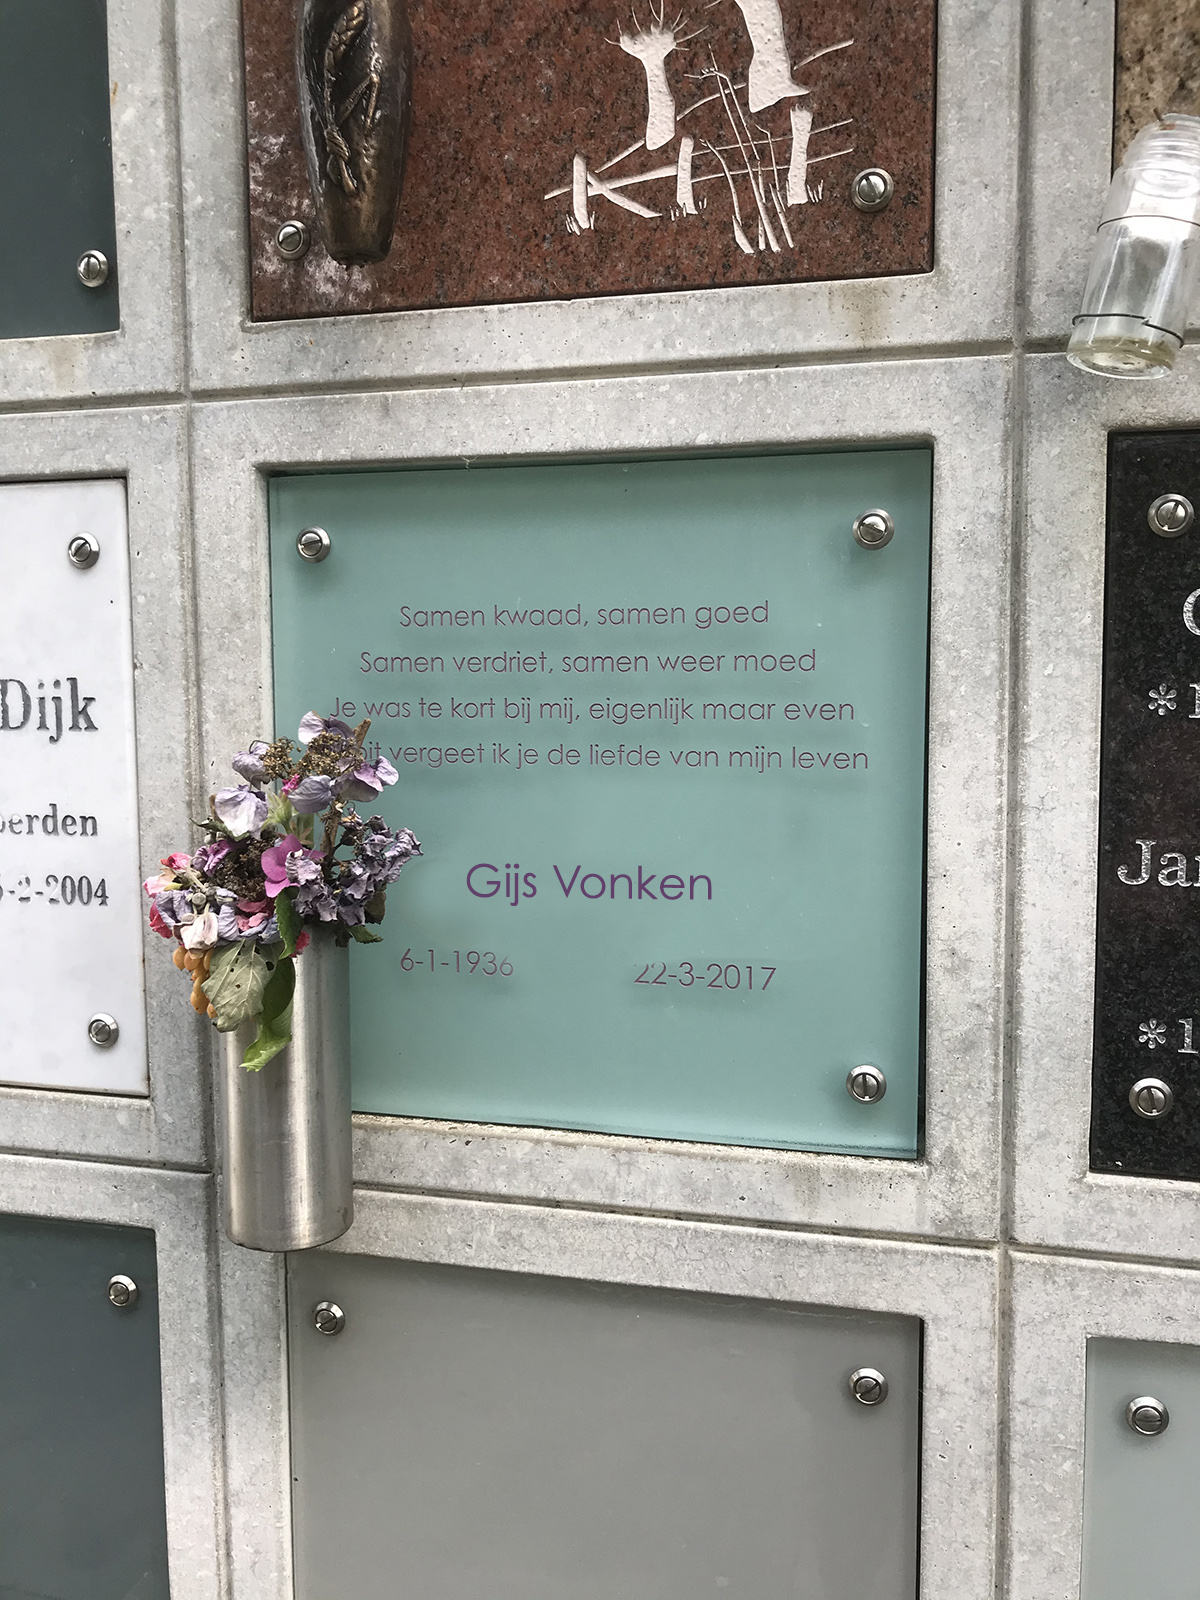 Samen kwaad, samen goed
Samen verdriet, samen weer moed
Je was te kort bij mij, eigenlijk maar even
vergeet ik je de liefde van mijn leven
Gijs Vonken
6-1-1936 22-3-2017
Dijk
-2-2004